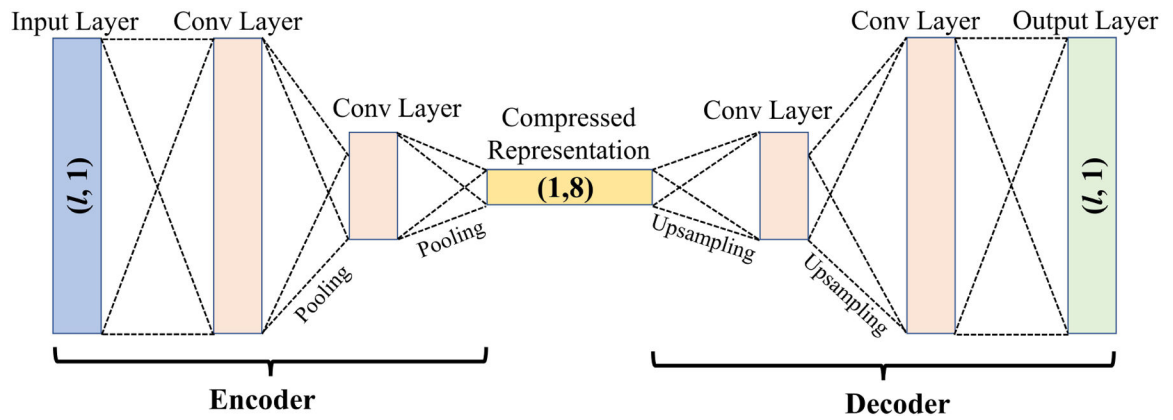 Input Layer
Conv Layer
Conv Layer
Compressed
Representation
Conv Layer
Conv Layer
Output Layer
(l, 1)
(1,8)
(l, 1)
Pooling
Pooling
Upsampling
Upsampling
Encoder
Decoder